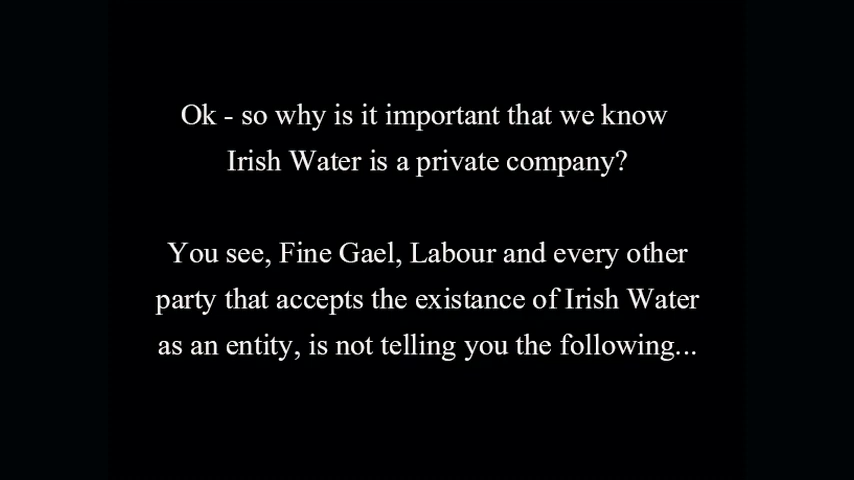 Ok - so why is it important that we know
Irish Water is a private company?
You see, Fine Gael, Labour and every other
party that accepts the existance of Irish Water
as an entity, is not telling you the following...